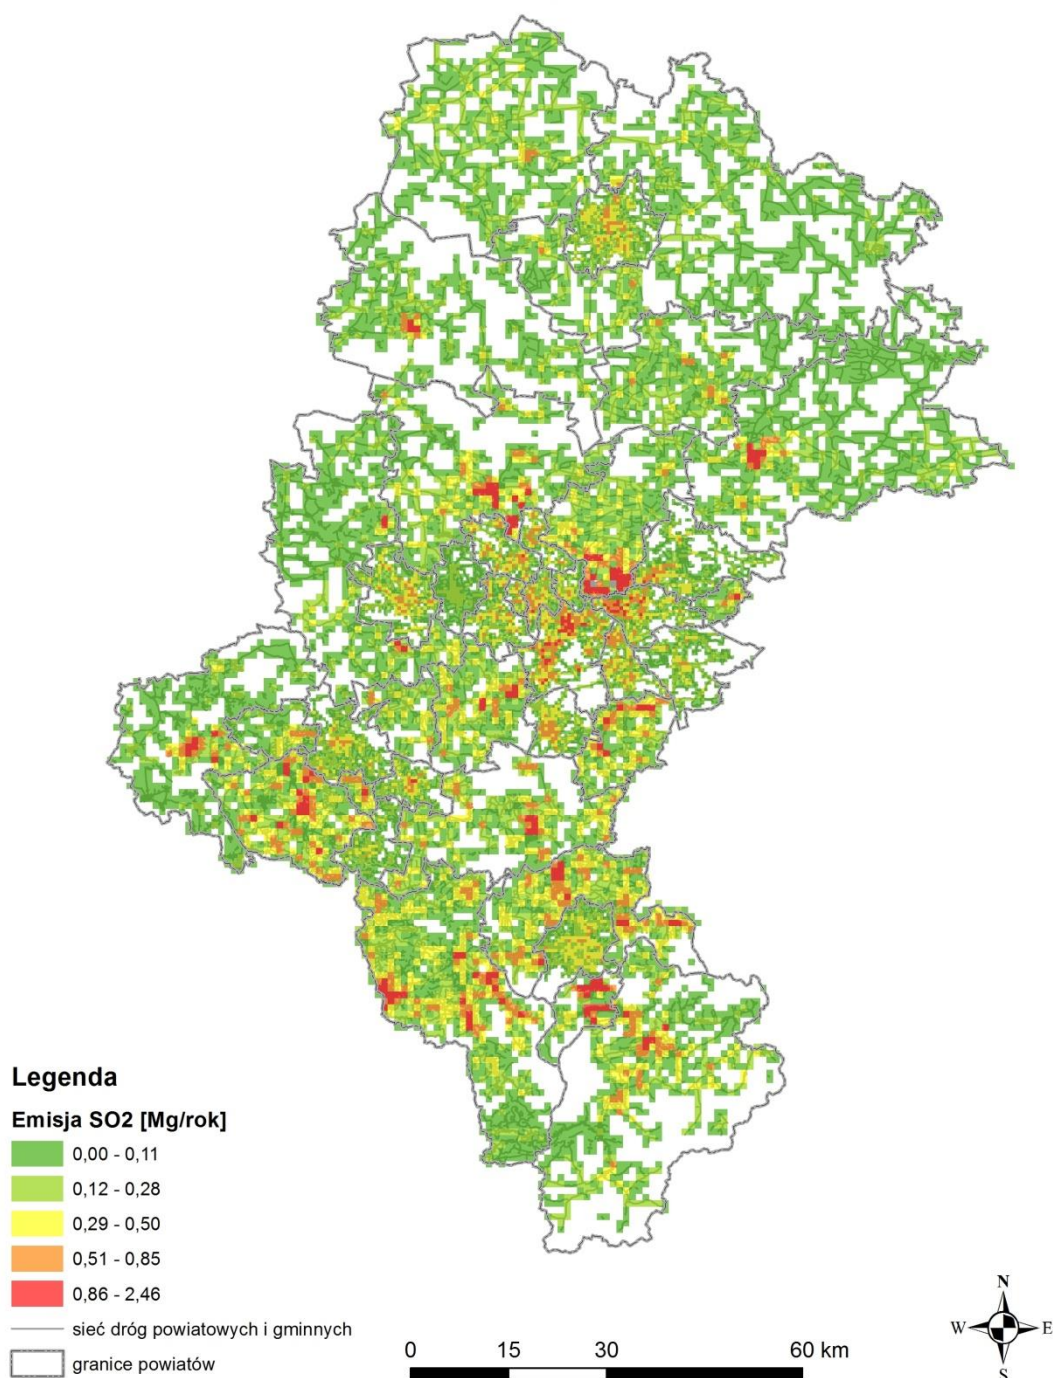 Legenda
Emisja SO2 [Mg/rok]
0,00 - 0,11
0,12 - 0,28
0,29 - 0,50
0,51 - 0,85
0,86 - 2,46
sieć dróg powiatowych i gminnych
granice powiatów
0 15 30 60 km
N
W E
S